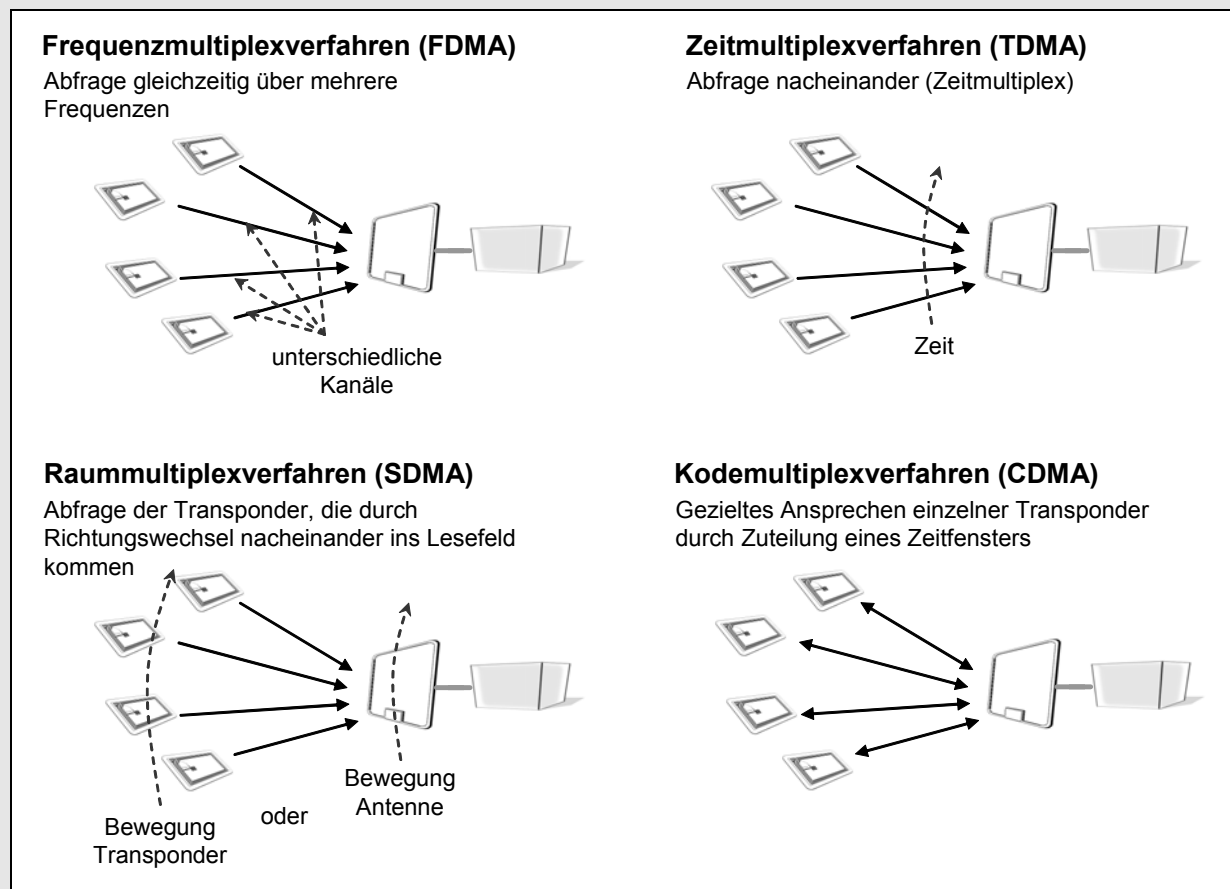 Frequenzmultiplexverfahren (FDMA)
Abfrage gleichzeitig über mehrere
Frequenzen
unterschiedliche
Kanäle
Zeitmultiplexverfahren (TDMA)
Abfrage nacheinander (Zeitmultiplex)
Zeit
Raummultiplexverfahren (SDMA)
Abfrage der Transponder, die durch
Richtungswechsel nacheinander ins Lesefeld
kommen
Bewegung
Transponder
oder
Bewegung
Antenne
Kodemultiplexverfahren (CDMA)
Gezieltes Ansprechen einzelner Transponder
durch Zuteilung eines Zeitfensters